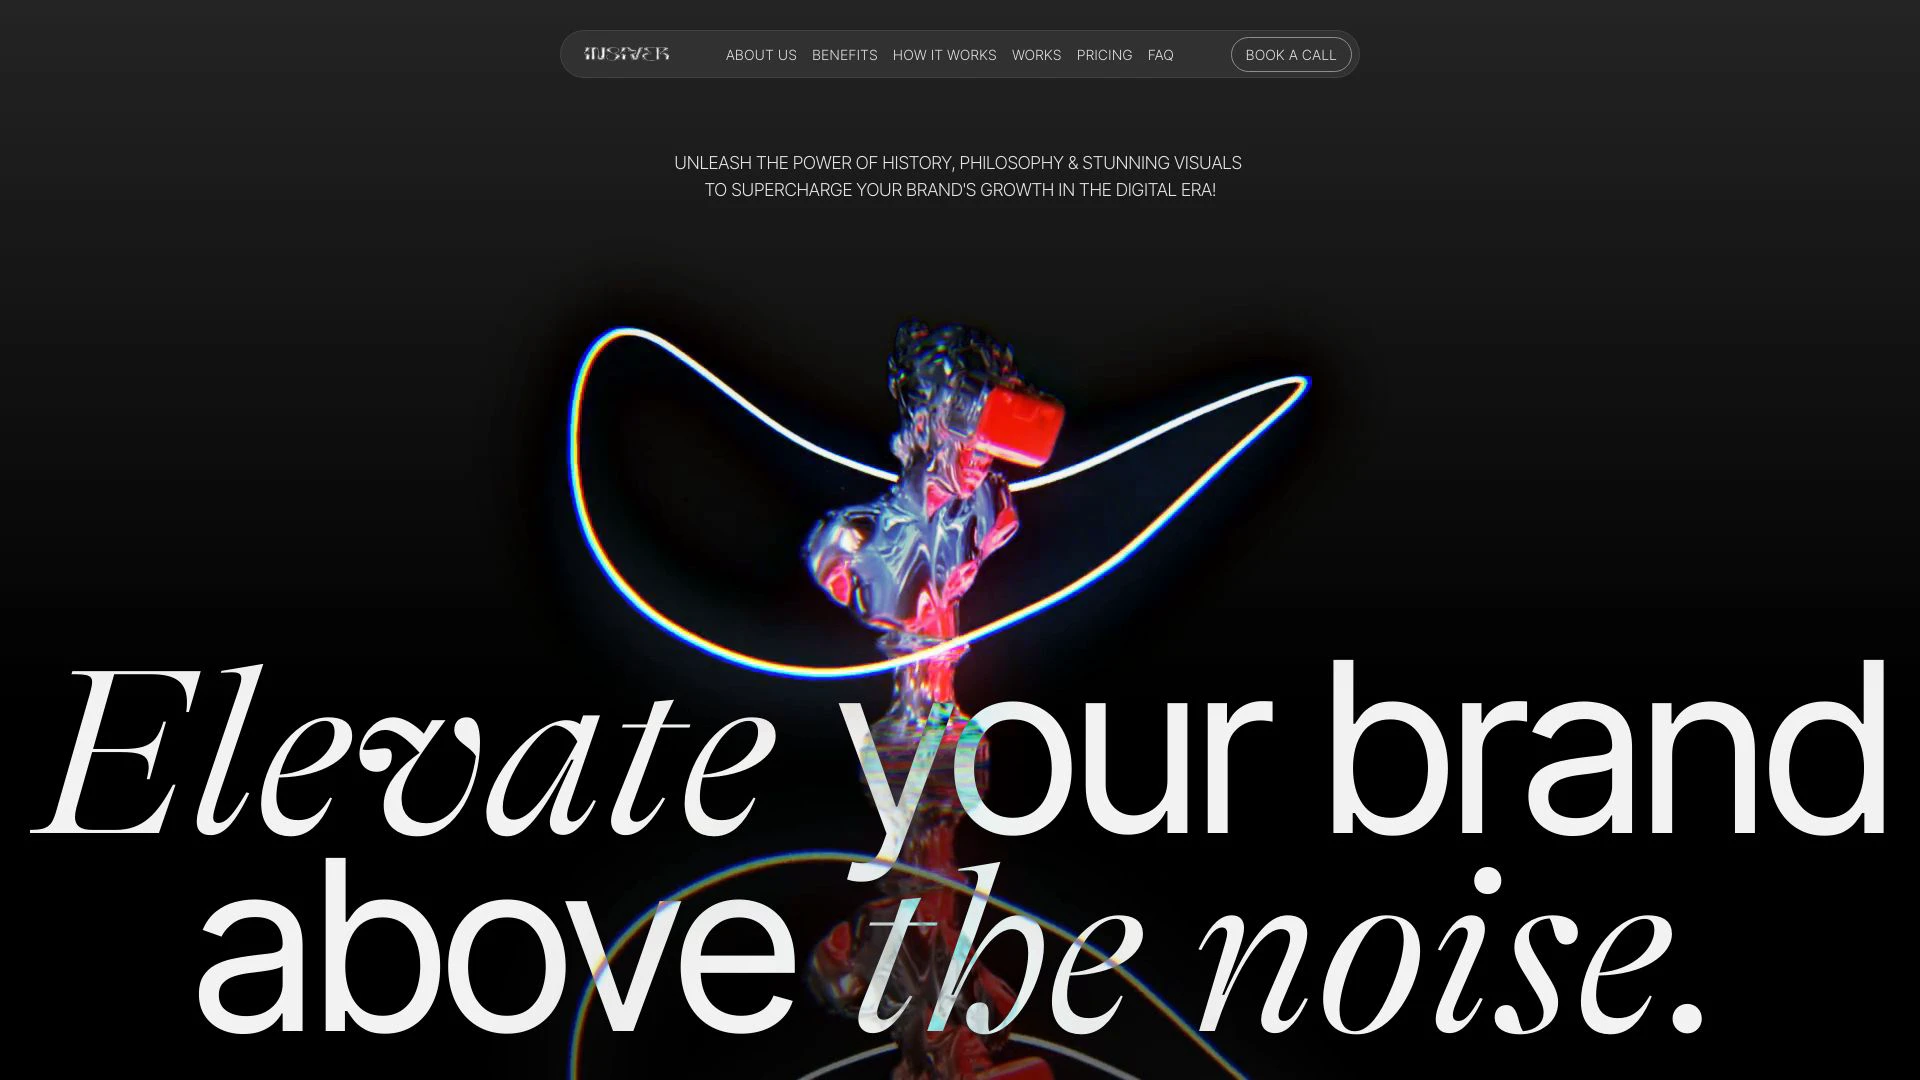 ABOUT US BENEFITS HOW IT WORKS WORKS PRICING FAQ BOOK A CALL
UNLEASH THE POWER OF HISTORY, PHILOSOPHY & STUNNING VISUALS
TO SUPERCHARGE YOUR BRAND'S GROWTH IN THE DIGITAL ERA!
Elevate your brand
above the noise.